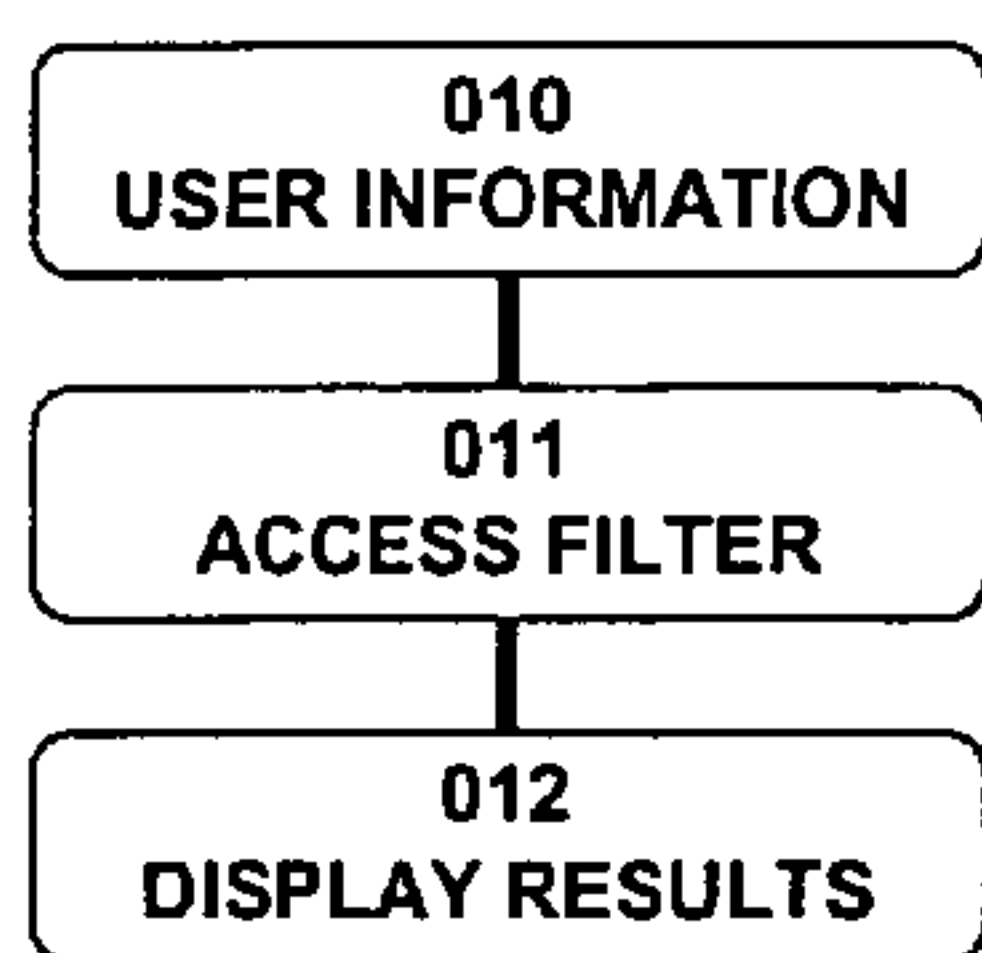 010
USER INFORMATION
011
ACCESS FILTER
012
DISPLAY RESULTS